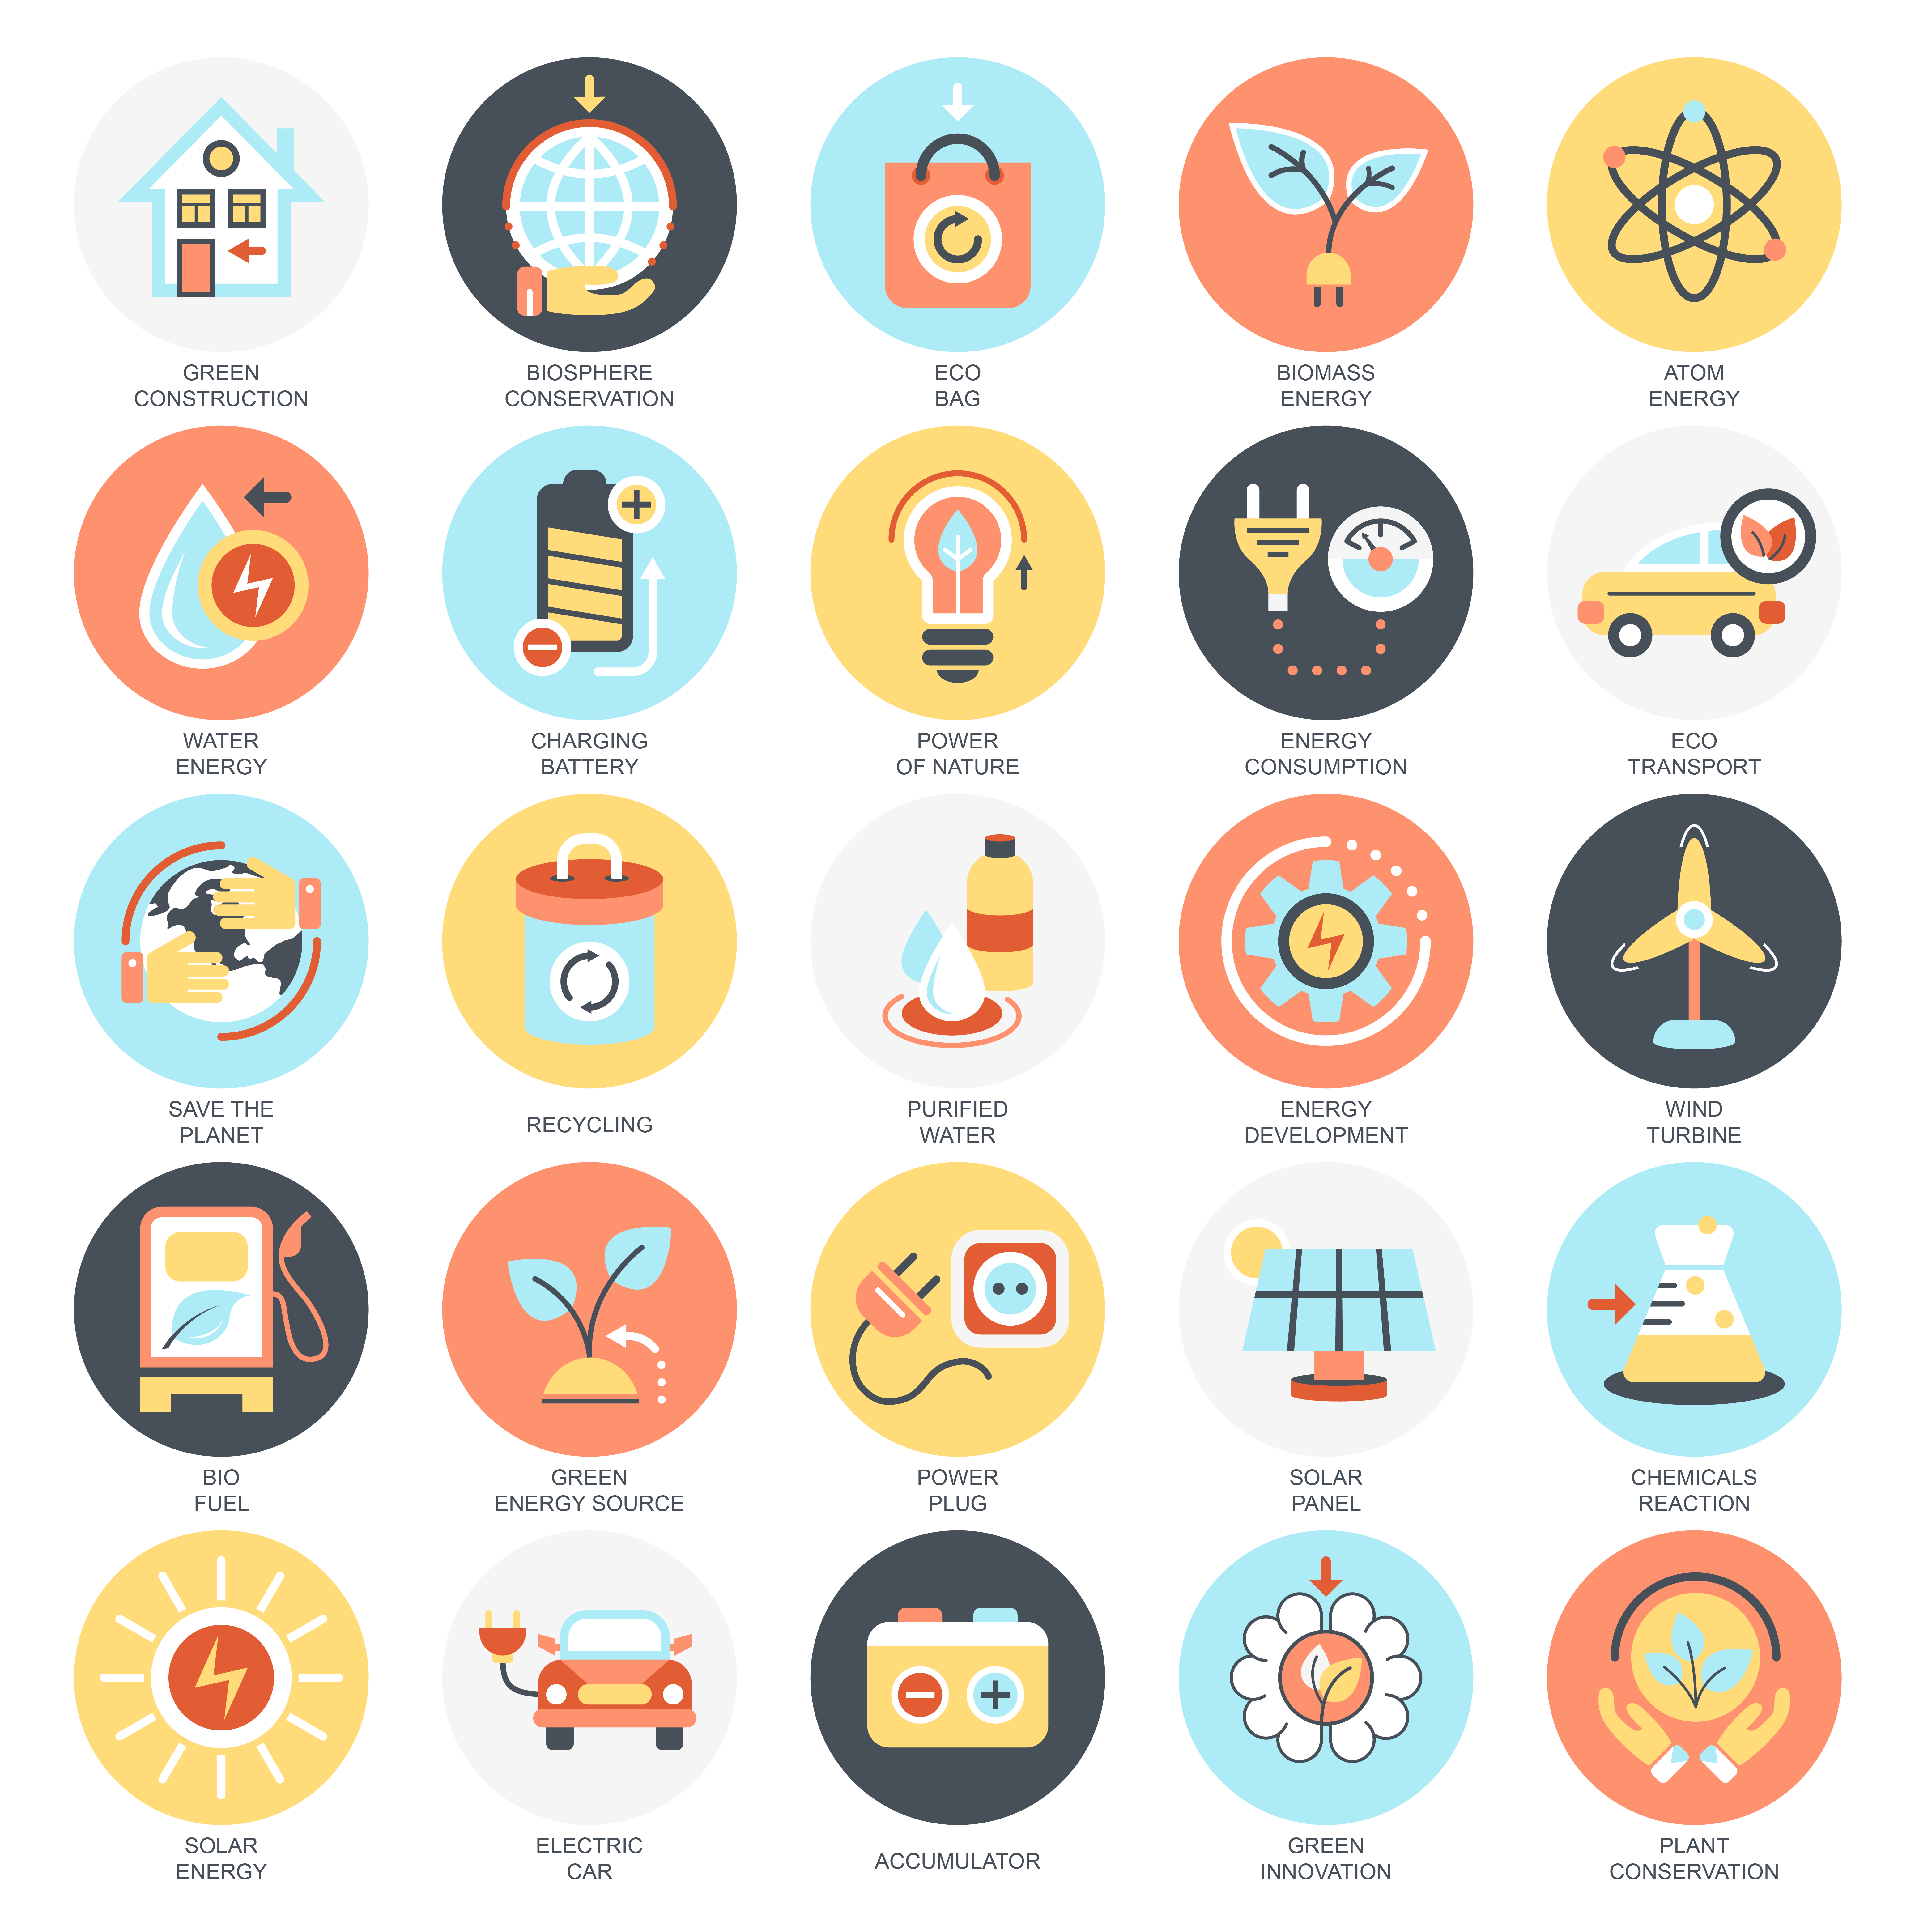 GREEN
CONSTRUCTION
BIOSPHERE
CONSERVATION
ECO
BAG
BIOMASS
ENERGY
ATOM
ENERGY
WATER
ENERGY
CHARGING
BATTERY
POWER
OF NATURE
ENERGY
CONSUMPTION
ECO
TRANSPORT
SAVE THE
PLANET
RECYCLING
PURIFIED
WATER
ENERGY
DEVELOPMENT
WIND
TURBINE
BIO
FUEL
GREEN
ENERGY SOURCE
POWER
PLUG
SOLAR
PANEL
CHEMICALS
REACTION
SOLAR
ENERGY
ELECTRIC
CAR
ACCUMULATOR
GREEN
INNOVATION
PLANT
CONSERVATION